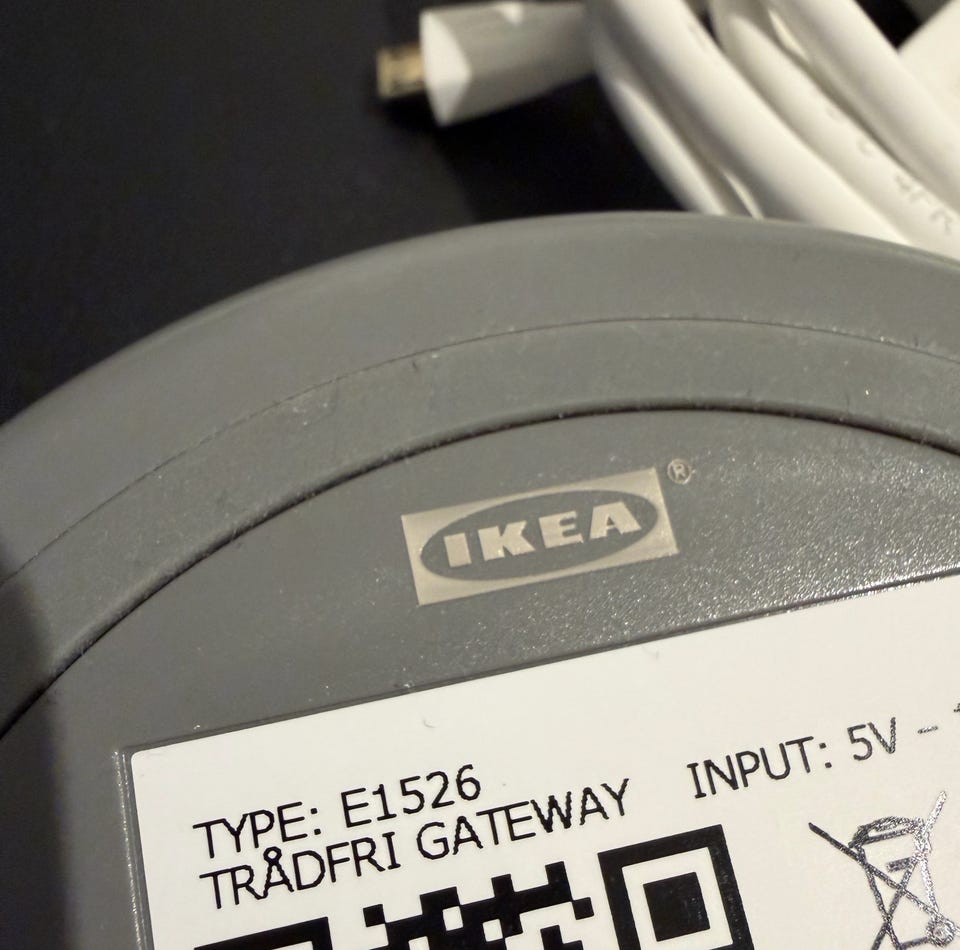 IKEA®
TYPE: E1526
TRÅDFRI GATEWAY
INPUT: 5V